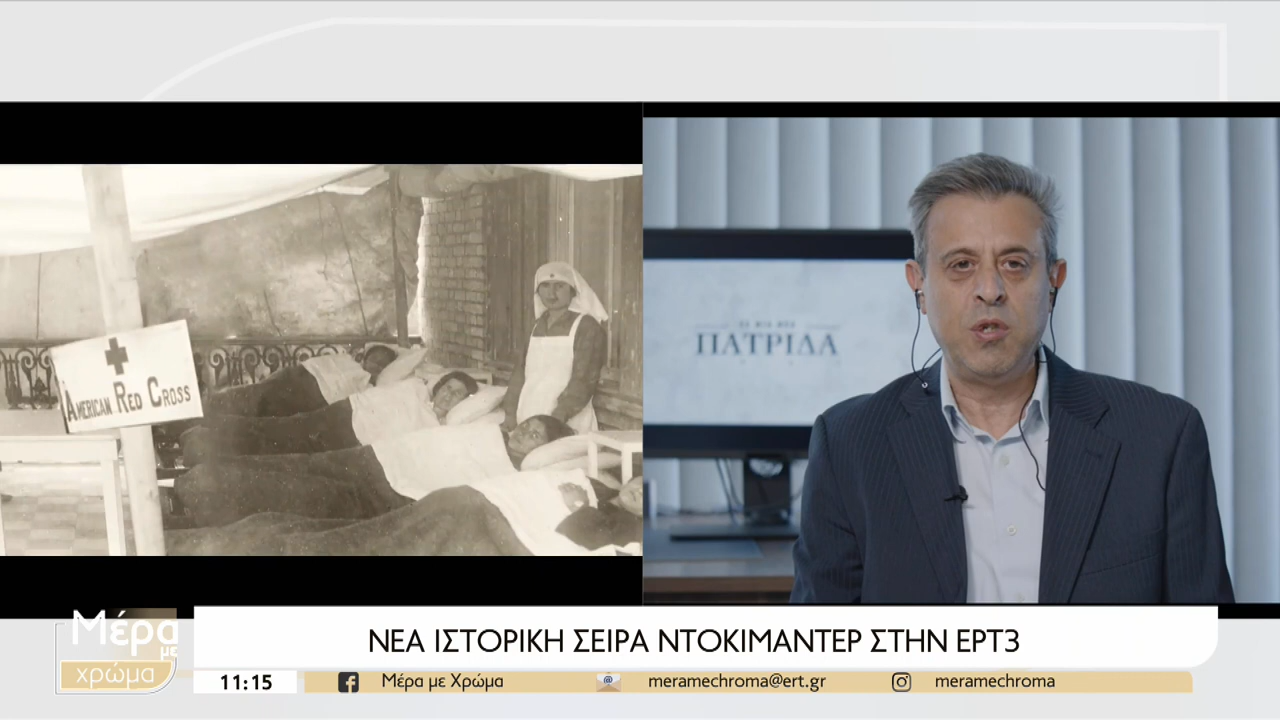 AMERICAN RED CROSS
ΠΑΤΡΙΔΑ
Μέρα
με
χρώμα
ΝΕΑ ΙΣΤΟΡΙΚΗ ΣΕΙΡΑ ΝΤΟΚΙΜΑΝΤΕΡ ΣΤΗΝ ΕΡΤ3
11:15
Μέρα με Χρώμα
@
meramechroma@ert.gr
meramechroma